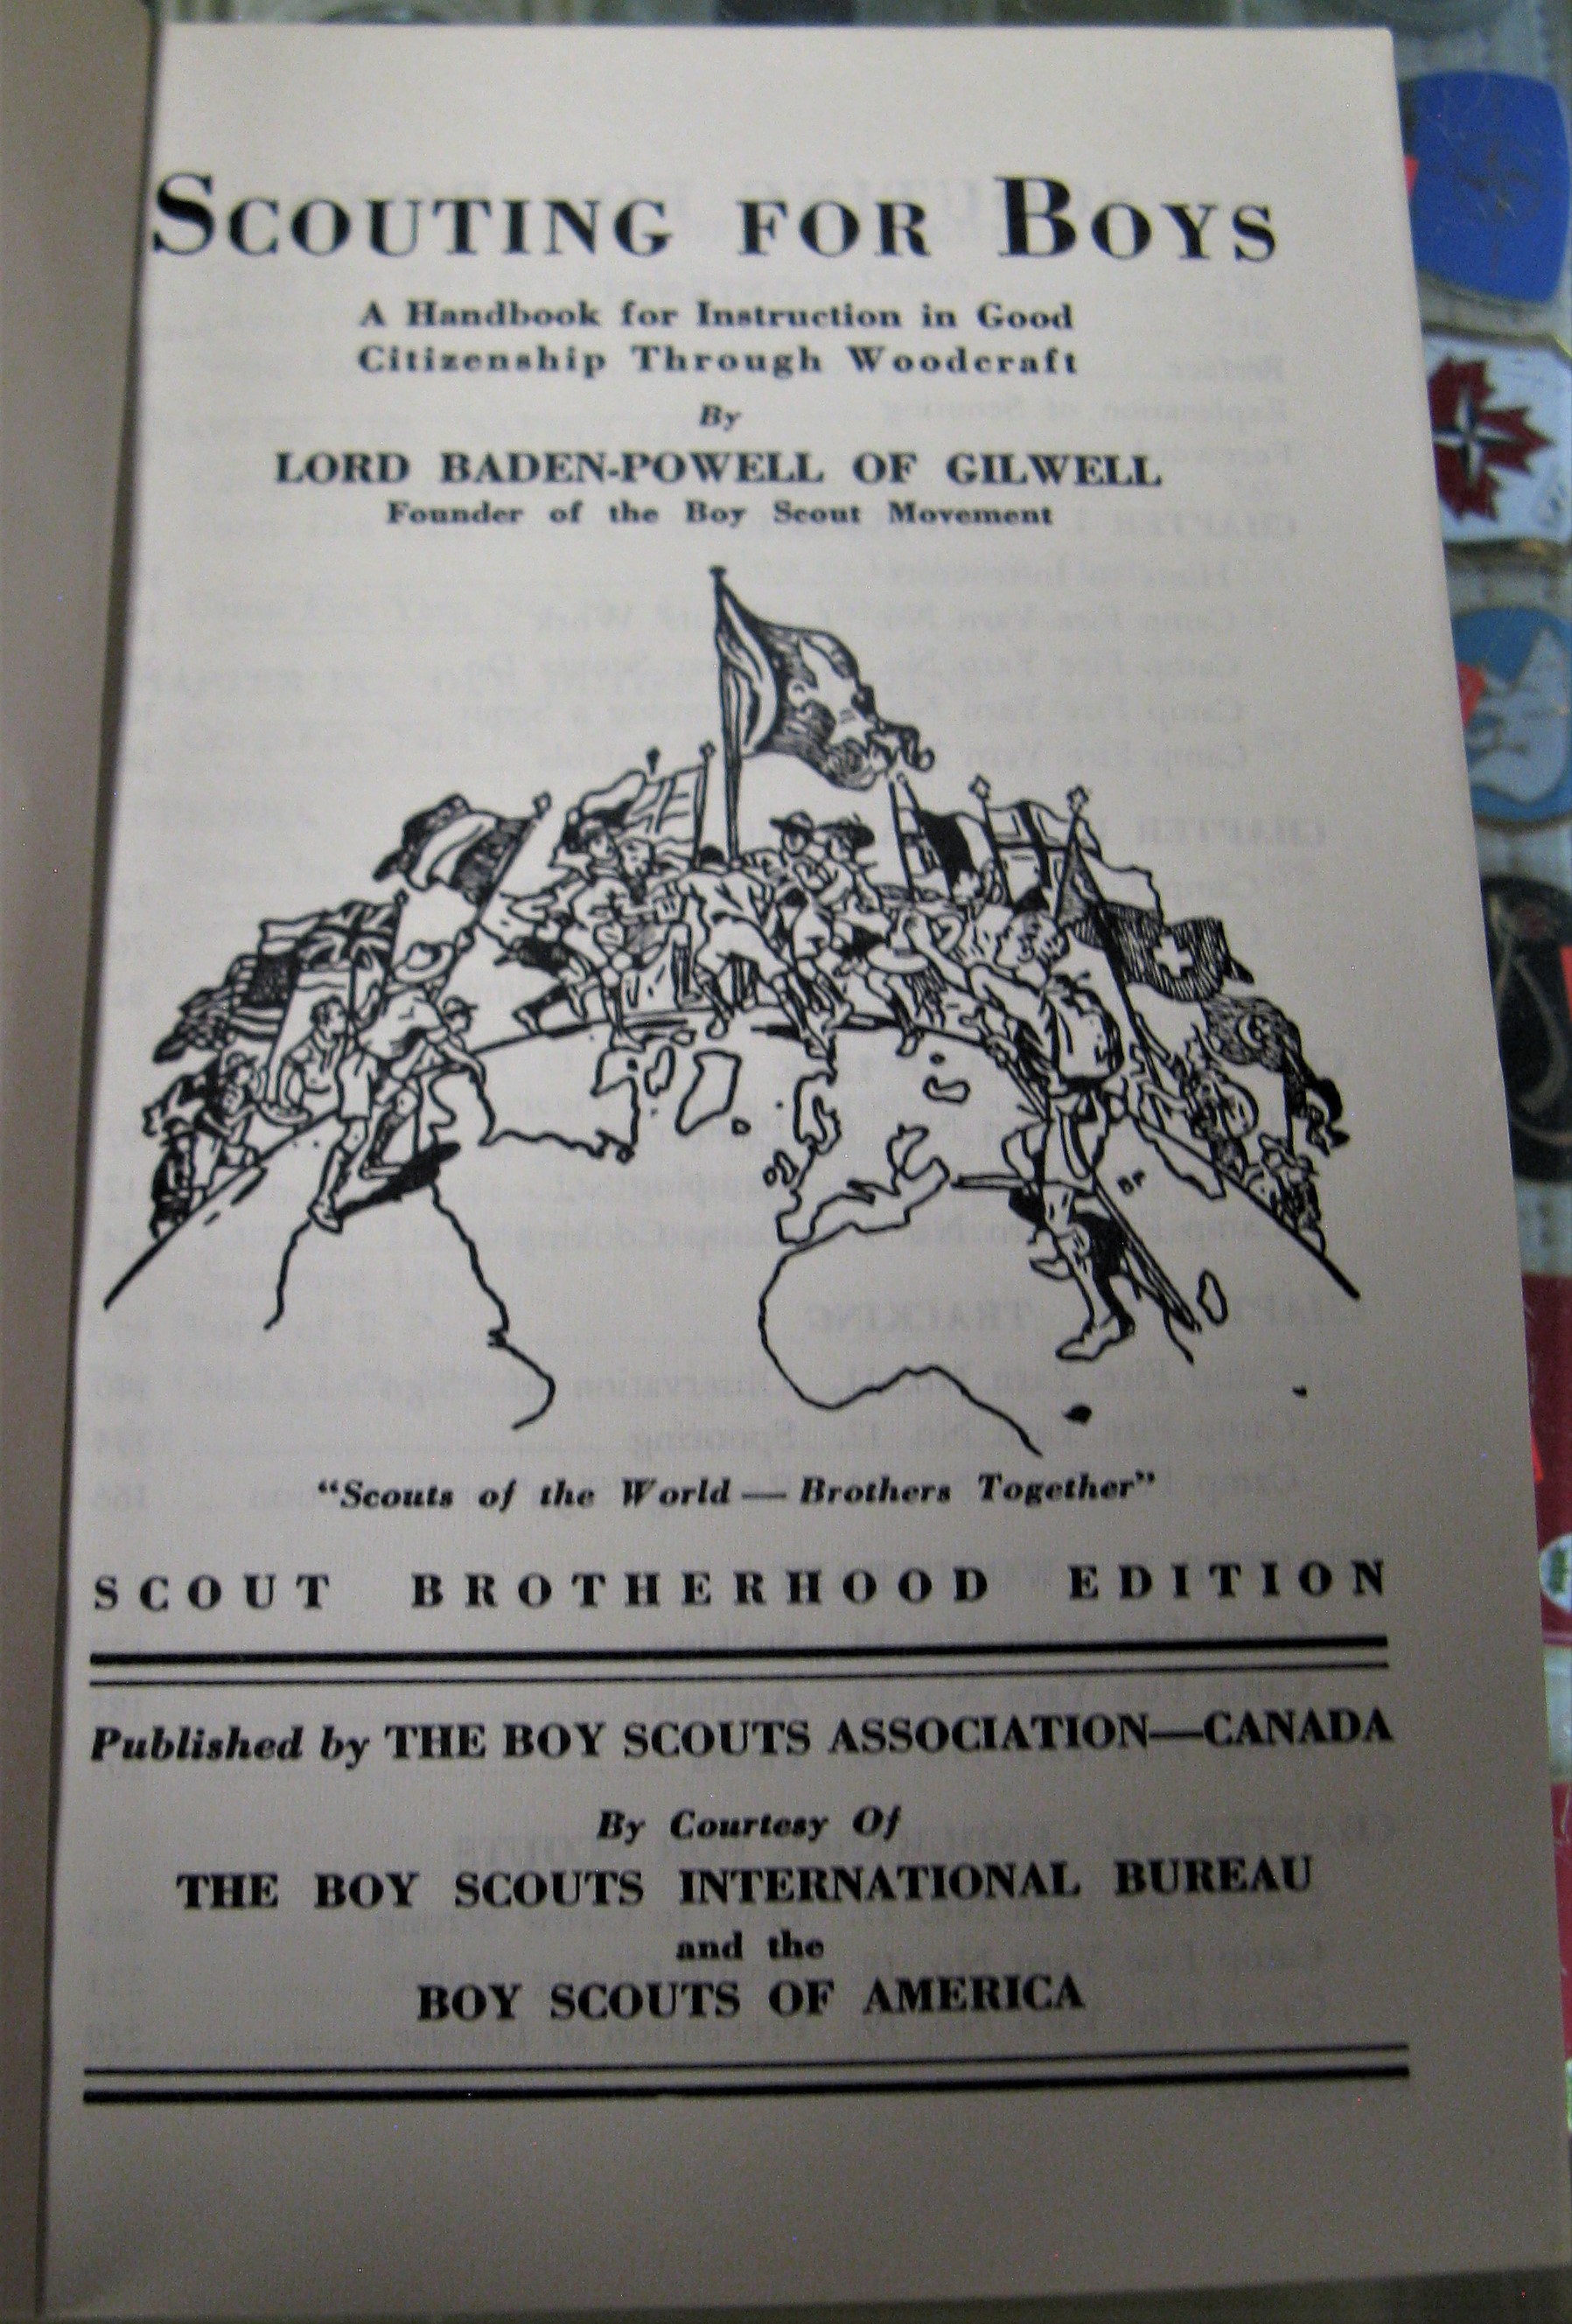 SCOUTING FOR BOYS
A Handbook for Instruction in Good
Citizenship Through Woodcraft
By
LORD BADEN-POWELL OF GILWELL
Founder of the Boy Scout Movement
"Scouts of the World — Brothers Together"
SCOUT BROTHERHOOD EDITION
Published by THE BOY SCOUTS ASSOCIATION—CANADA
By Courtesy Of
THE BOY SCOUTS INTERNATIONAL BUREAU
and the
BOY SCOUTS OF AMERICA